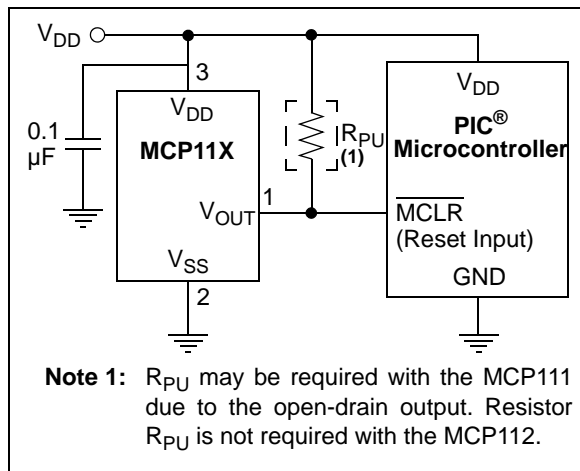 VDD
3
VDD
0.1
µF
MCP11X
VOUT
1
VSS
2
RPU
(1)
VDD
PIC®
Microcontroller
MCLR
(Reset Input)
GND
Note 1: RPU may be required with the MCP111
due to the open-drain output. Resistor
RPU is not required with the MCP112.